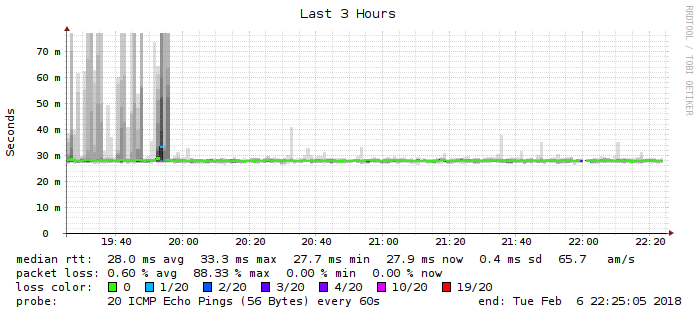 Last 3 Hours
RRDTOOL / TOBI OETIKER
Seconds
70 m
60 m
50 m
40 m
30 m
20 m
10 m
0
19:40 20:00 20:20 20:40 21:00 21:20 21:40 22:00 22:20
median rtt: 28.0 ms avg 33.3 ms max 27.7 ms min 27.9 ms now 0.4 ms sd 65.7 am/s
packet loss: 0.60 % avg 88.33 % max 0.00 % min 0.00 % now
loss color: 0 1/20 2/20 3/20 4/20 10/20 19/20
probe: 20 ICMP Echo Pings (56 Bytes) every 60s end: Tue Feb 6 22:25:05 2018